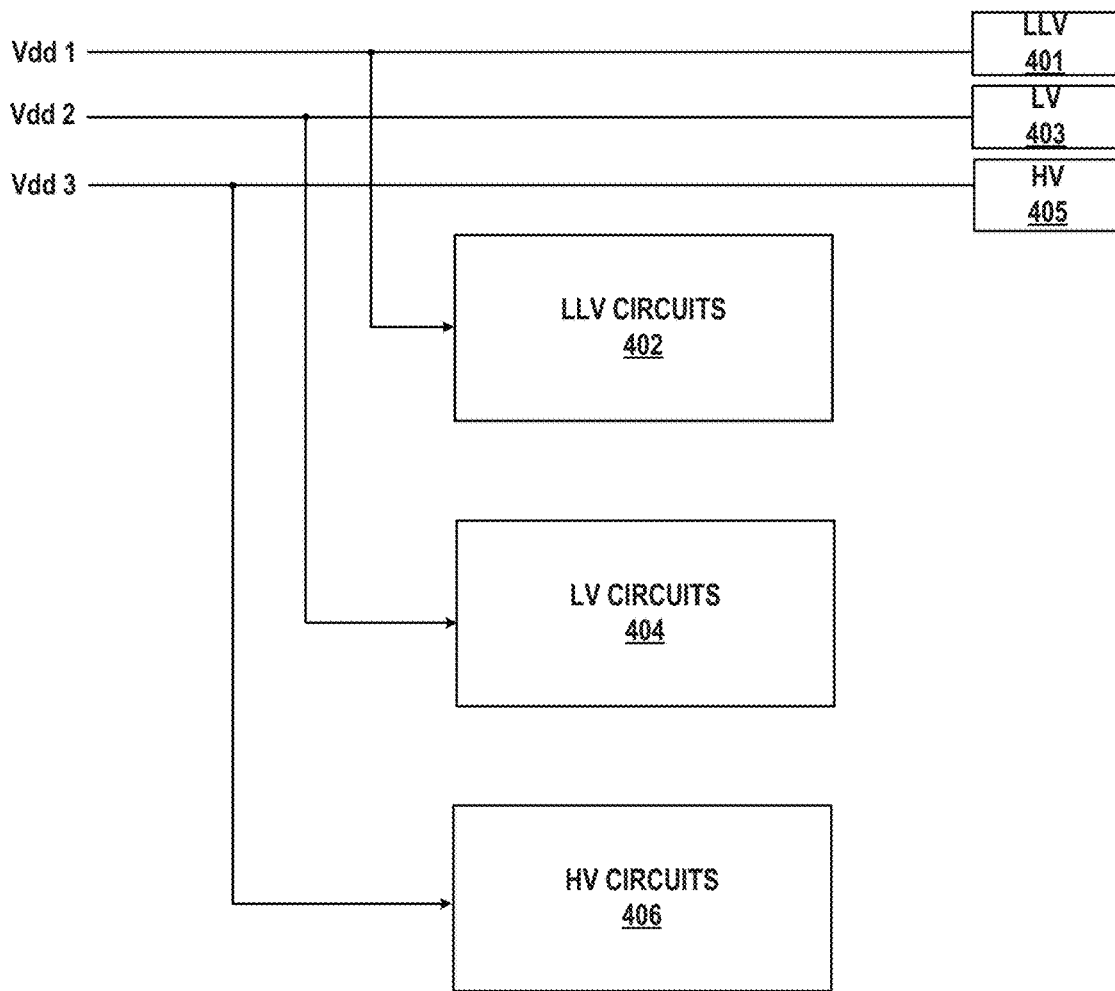 Vdd 1
LLV
401
Vdd 2
LV
403
Vdd 3
HV
405
LLV CIRCUITS
402
LV CIRCUITS
404
HV CIRCUITS
406